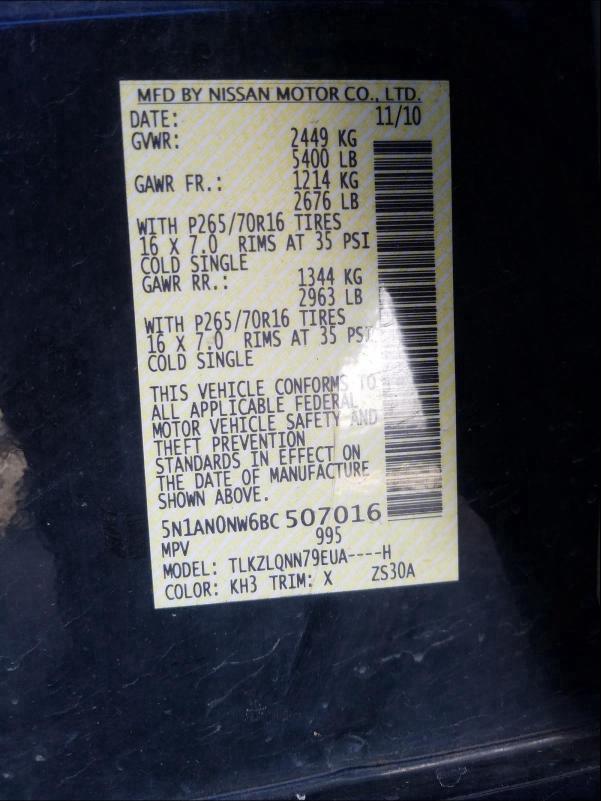 MFD BY NISSAN MOTOR CO., LTD.
DATE: 11/10
GVWR: 2449 KG
5400 LB
GAWR FR.: 1214 KG
2676 LB
WITH P265/70R16 TIRES
16 X 7.0 RIMS AT 35 PSI
COLD SINGLE
GAWR RR.: 1344 KG
2963 LB
WITH P265/70R16 TIRES
16 X 7.0 RIMS AT 35 PSI
COLD SINGLE
THIS VEHICLE CONFORMS TO
ALL APPLICABLE FEDERAL
MOTOR VEHICLE SAFETY AND
THEFT PREVENTION
STANDARDS IN EFFECT ON
THE DATE OF MANUFACTURE
SHOWN ABOVE.
5N1AN0NW6BC 507016
MPV 995
MODEL: TLKZLQNN79EUA----H
COLOR: KH3 TRIM: X ZS30A